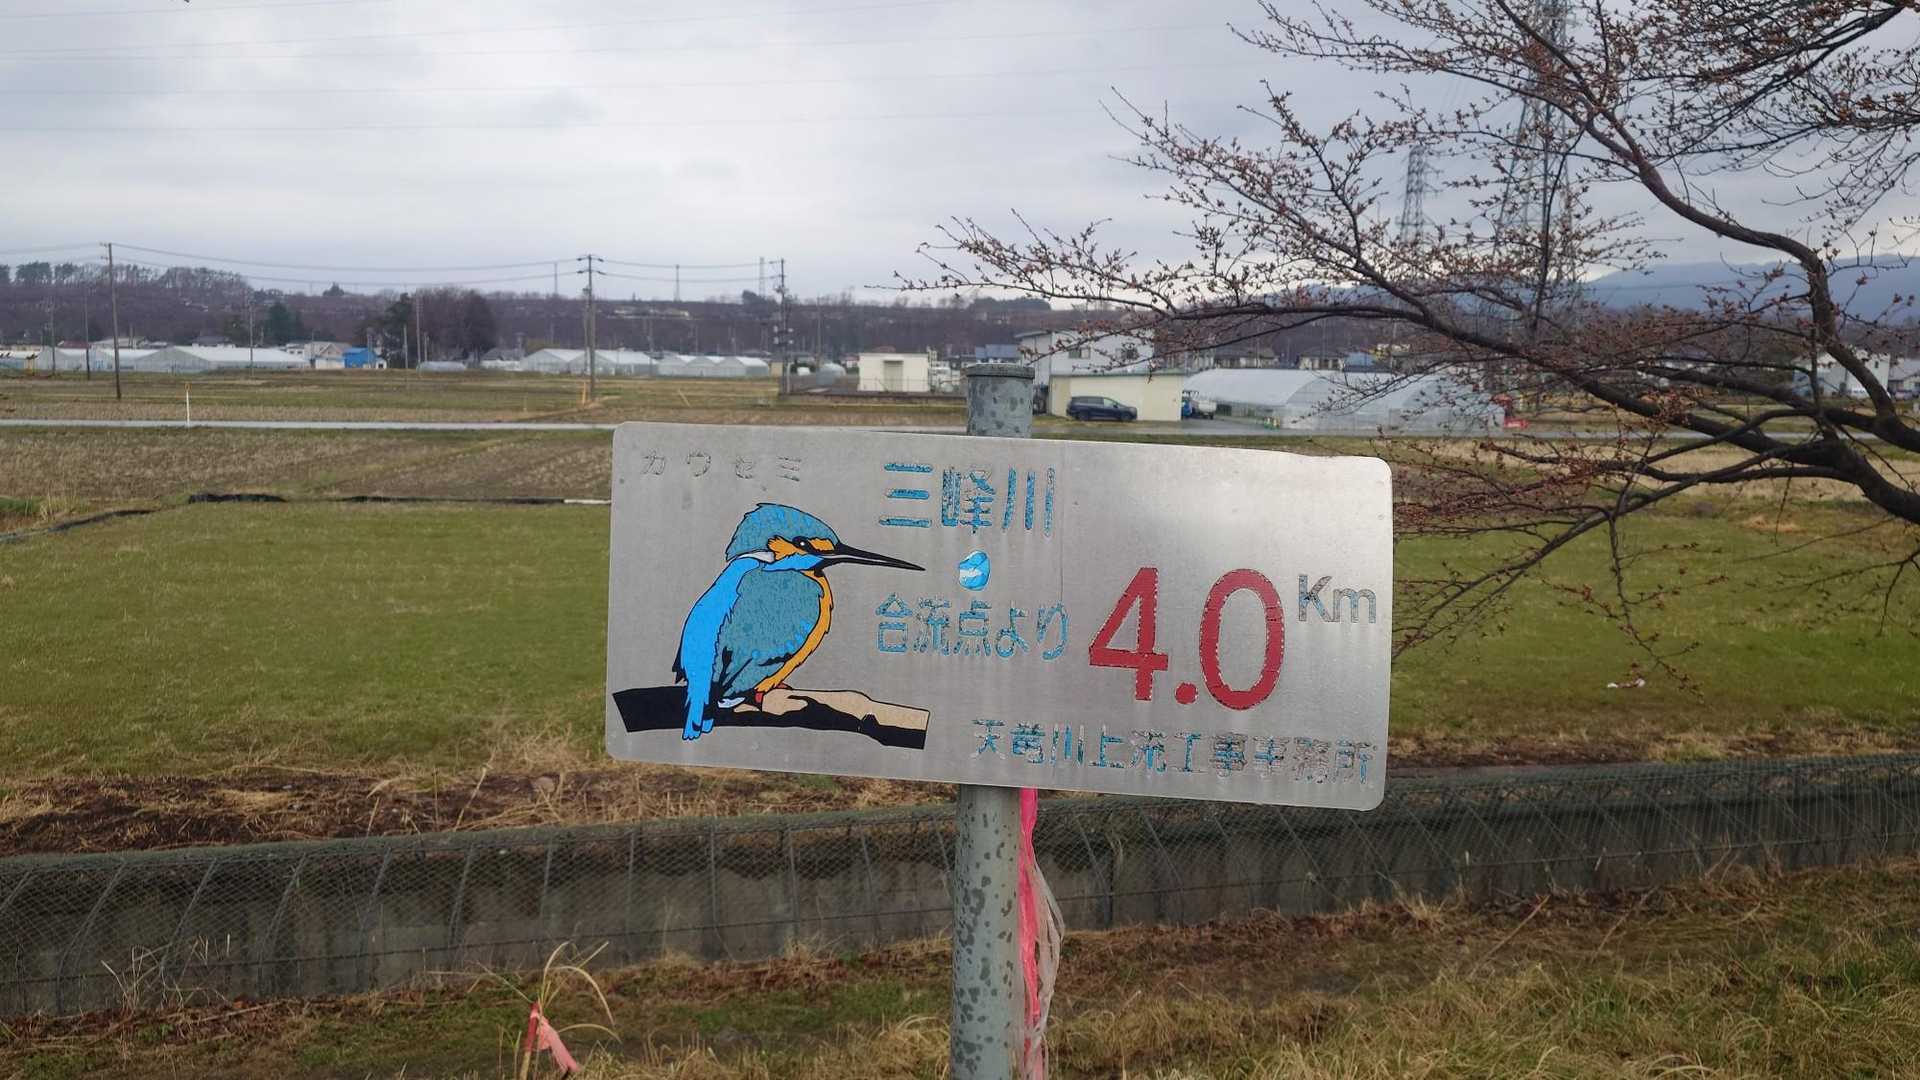 カワセミ
三峰川
合流点より
4.0 Km
天竜川上流工事事務所